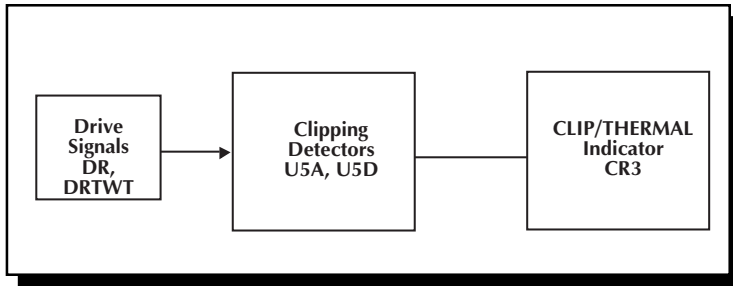 Drive
Signals
DR,
DRTWT
Clipping
Detectors
U5A, U5D
CLIP/THERMAL
Indicator
CR3